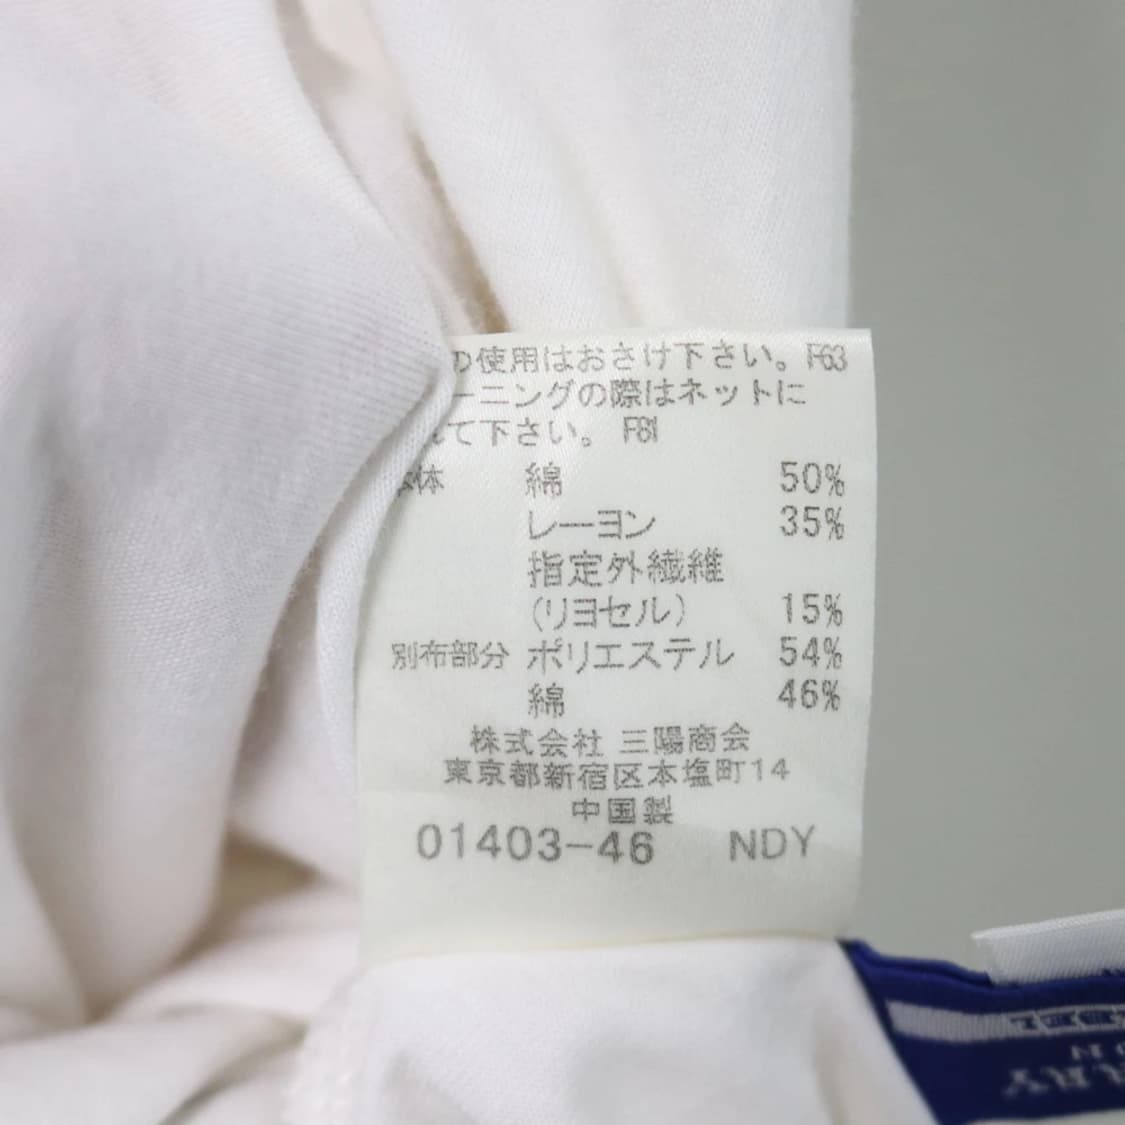 の使用はおさけ下さい。F63
ーニングの際はネットに
れて下さい。 F81
本体 綿 50%
レーヨン 35%
指定外繊維
(リヨセル) 15%
別布部分 ポリエステル 54%
綿 46%
株式会社 三陽商会
東京都新宿区本塩町14
中国製
01403-46 NDY